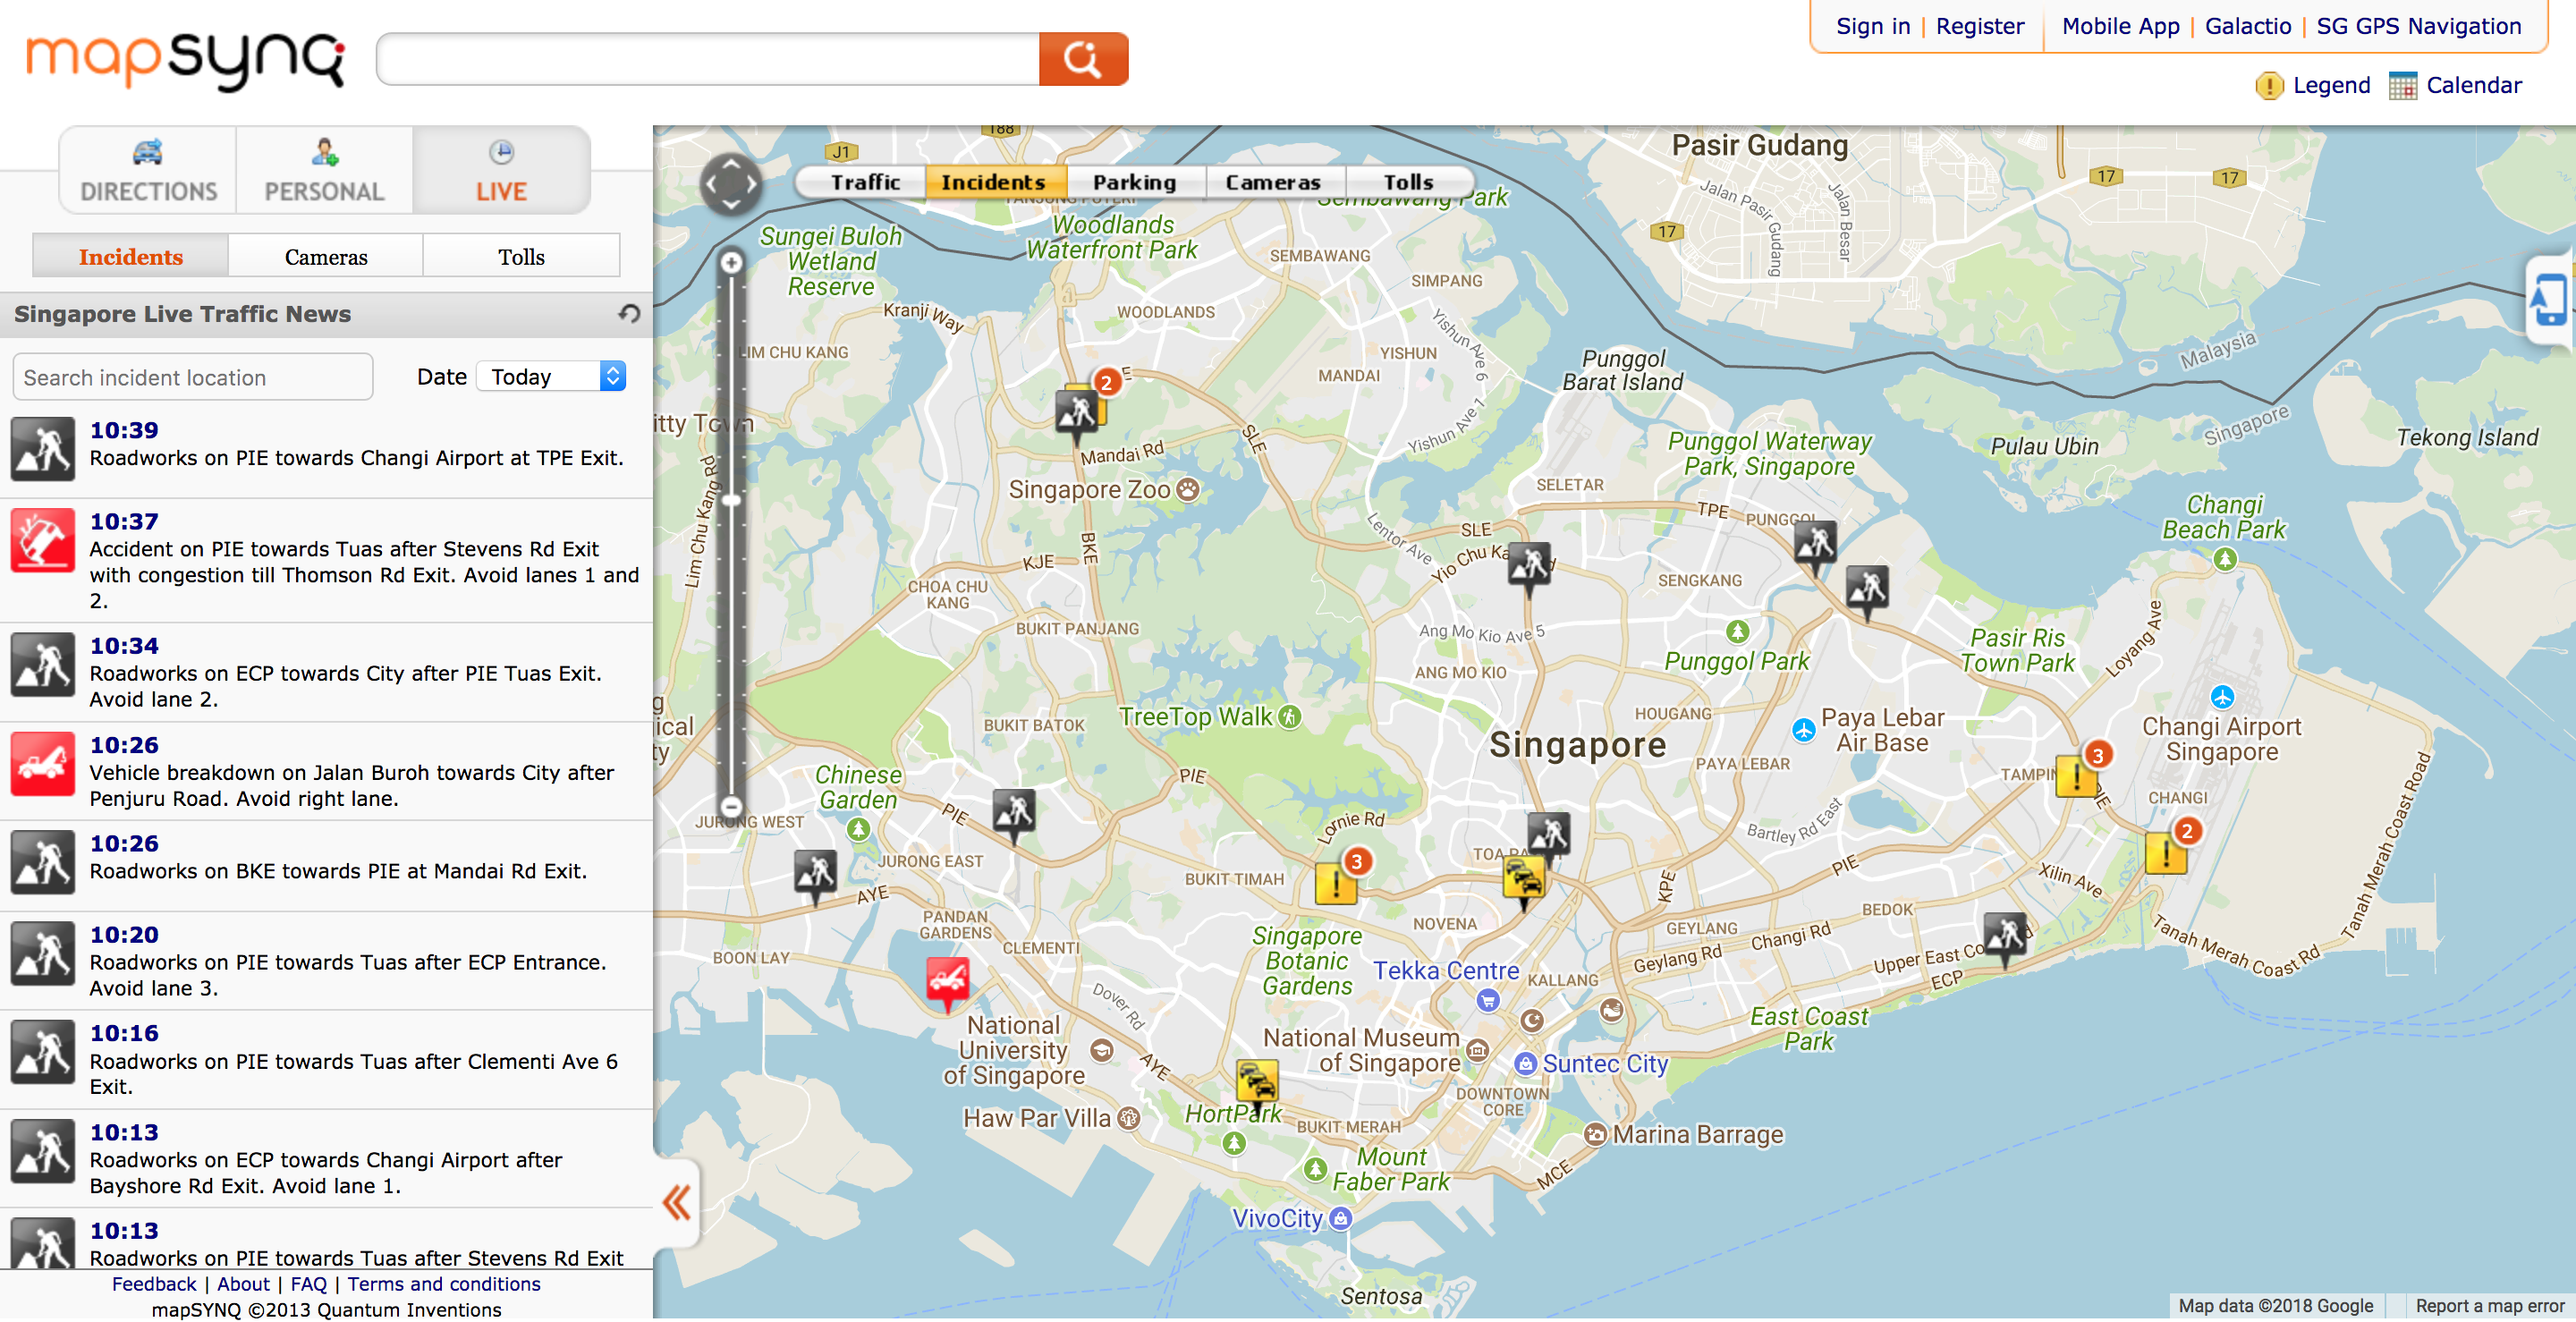 mapsynq
Sign in | Register
Mobile App | Galactio | SG GPS Navigation
Legend
Calendar
DIRECTIONS
PERSONAL
LIVE
Incidents
Cameras
Tolls
Singapore Live Traffic News
Search incident location
Date
Today
10:39
Roadworks on PIE towards Changi Airport at TPE Exit.
10:37
Accident on PIE towards Tuas after Stevens Rd Exit
with congestion till Thomson Rd Exit. Avoid lanes 1 and
2.
10:34
Roadworks on ECP towards City after PIE Tuas Exit.
Avoid lane 2.
10:26
Vehicle breakdown on Jalan Buroh towards City after
Penjuru Road. Avoid right lane.
10:26
Roadworks on BKE towards PIE at Mandai Rd Exit.
10:20
Roadworks on PIE towards Tuas after ECP Entrance.
Avoid lane 3.
10:16
Roadworks on PIE towards Tuas after Clementi Ave 6
Exit.
10:13
Roadworks on ECP towards Changi Airport after
Bayshore Rd Exit. Avoid lane 1.
10:13
Roadworks on PIE towards Tuas after Stevens Rd Exit
Feedback | About | FAQ | Terms and conditions
mapSYNQ ©2013 Quantum Inventions
Traffic
Incidents
Parking
Cameras
Tolls
188
J1
Pasir Gudang
17
17
17
Jalan Pasir Gudang
Jalan Besar
Sembawang Park
Woodlands
Waterfront Park
Sungei Buloh
Wetland
Reserve
SEMBAWANG
SIMPANG
WOODLANDS
Kranji Way
LIM CHU KANG
YISHUN
MANDAI
Yishun Ave 6
Yishun Ave 1
Punggol
Barat Island
Malaysia
Singapore
2
SLE
Mandai Rd
Singapore Zoo
Lim Chu Kang Rd
Punggol Waterway
Park, Singapore
Pulau Ubin
Tekong Island
SELETAR
TPE
PUNGGOL
Changi
Beach Park
SLE
Lentor Ave
KJE
BKE
CHOA CHU
KANG
SENGKANG
BUKIT PANJANG
Ang Mo Kio Ave 5
ANG MO KIO
Punggol Park
Pasir Ris
Town Park
Loyang Ave
TreeTop Walk
BUKIT BATOK
HOUGANG
Singapore
Paya Lebar
Air Base
PAYA LEBAR
Changi Airport
Singapore
3
CHANGI
2
Chinese
Garden
PIE
PIE
JURONG WEST
JURONG EAST
Lornie Rd
Bartley Rd East
PIE
PIE
Xilin Ave
Tanah Merah Coast Road
Tanah Merah Coast Rd
AYE
3
BUKIT TIMAH
KPE
BEDOK
PANDAN
GARDENS
CLEMENTI
NOVENA
GEYLANG
Geylang Rd
Changi Rd
BOON LAY
Singapore
Botanic
Gardens
Tekka Centre
KALLANG
ECP
East Coast
Park
Dover Rd
National
University
of Singapore
AYE
National Museum
of Singapore
Suntec City
DOWNTOWN
CORE
Haw Par Villa
HortPark
BUKIT MERAH
Marina Barrage
Mount
Faber Park
MCE
VivoCity
Sentosa
Map data ©2018 Google
Report a map error